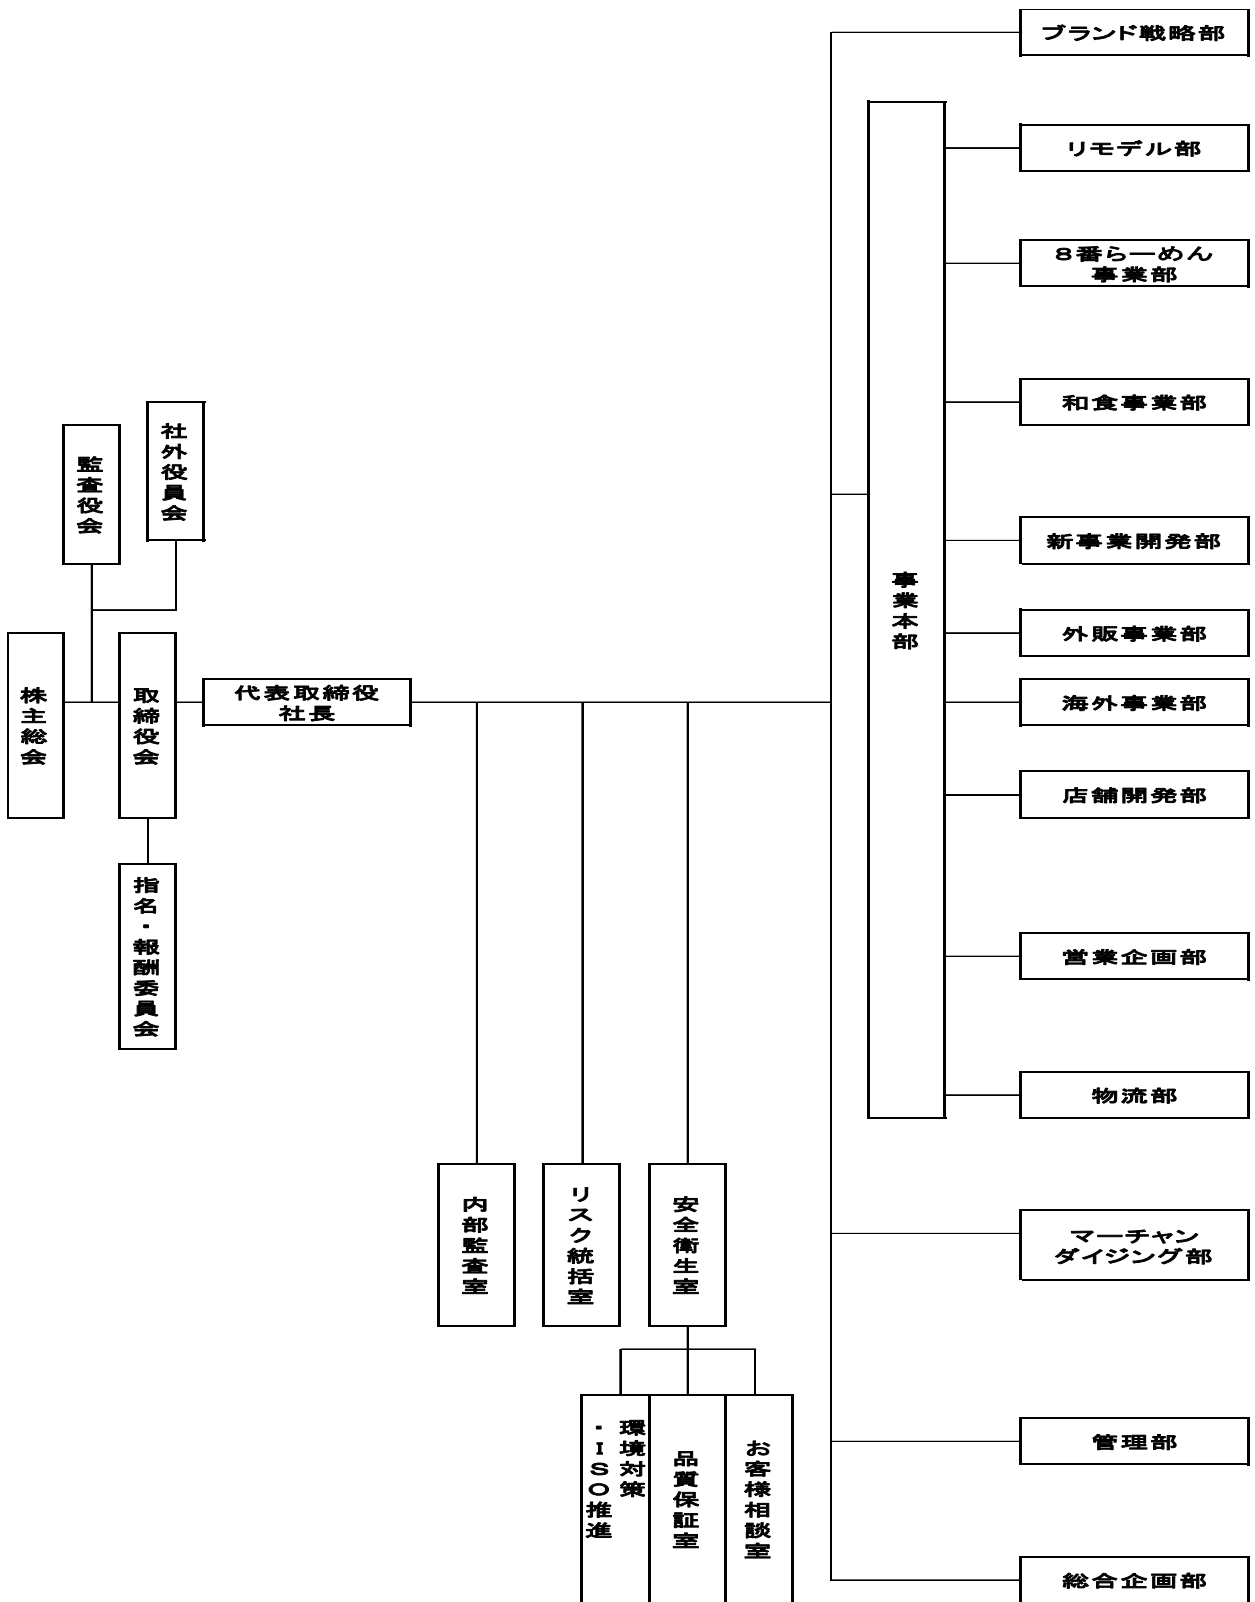 ブランド戦略部
リモデル部
８番らーめん
事業部
和食事業部
社外役員会
監査役会
新事業開発部
事業本部
外販事業部
株主総会
取締役会
代表取締役
社長
海外事業部
店舗開発部
指名・報酬委員会
営業企画部
物流部
内部監査室
リスク統括室
安全衛生室
マーチャン
ダイジング部
環境対策
・ＩＳＯ推進
品質保証室
お客様相談室
管理部
総合企画部